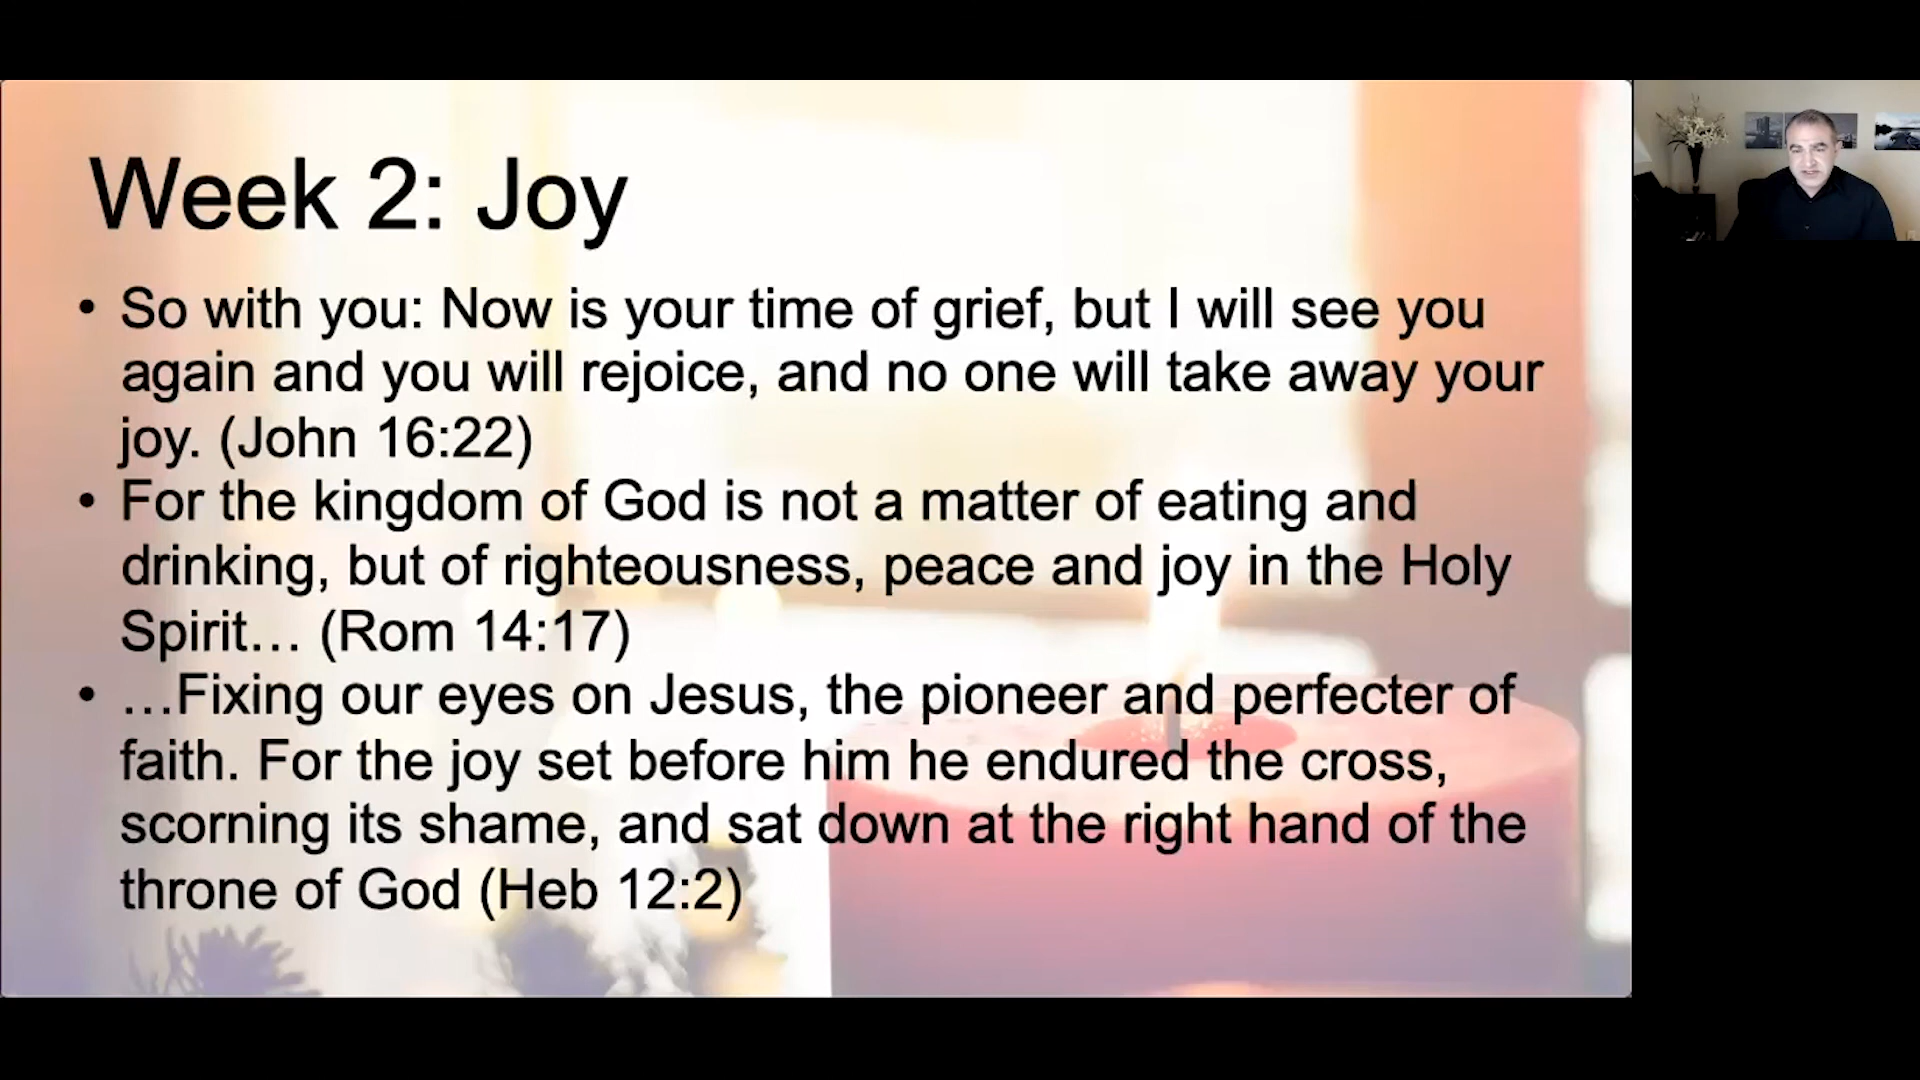 Week 2: Joy
• So with you: Now is your time of grief, but I will see you
again and you will rejoice, and no one will take away your
joy. (John 16:22)
• For the kingdom of God is not a matter of eating and
drinking, but of righteousness, peace and joy in the Holy
Spirit… (Rom 14:17)
• …Fixing our eyes on Jesus, the pioneer and perfecter of
faith. For the joy set before him he endured the cross,
scorning its shame, and sat down at the right hand of the
throne of God (Heb 12:2)